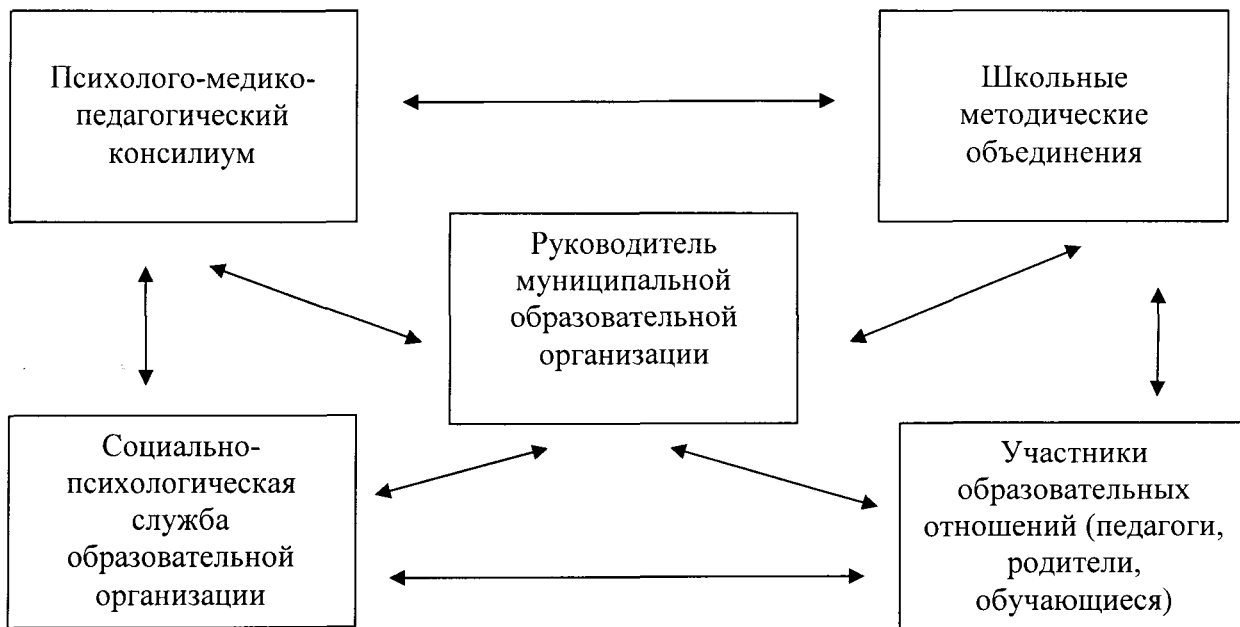 Психолого-медико-
педагогический
консилиум
Школьные
методические
объединения
Руководитель
муниципальной
образовательной
организации
Социально-
психологическая
служба
образовательной
организации
Участники
образовательных
отношений (педагоги,
родители,
обучающиеся)